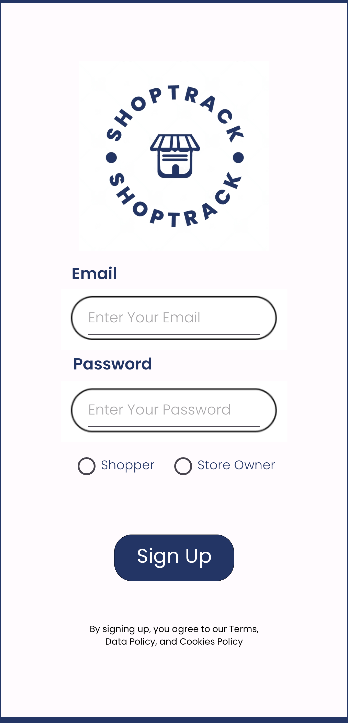 SHOPTRACK
SHOPTRACK
Email
Enter Your Email
Password
Enter Your Password
Shopper Store Owner
Sign Up
By signing up, you agree to our Terms,
Data Policy, and Cookies Policy